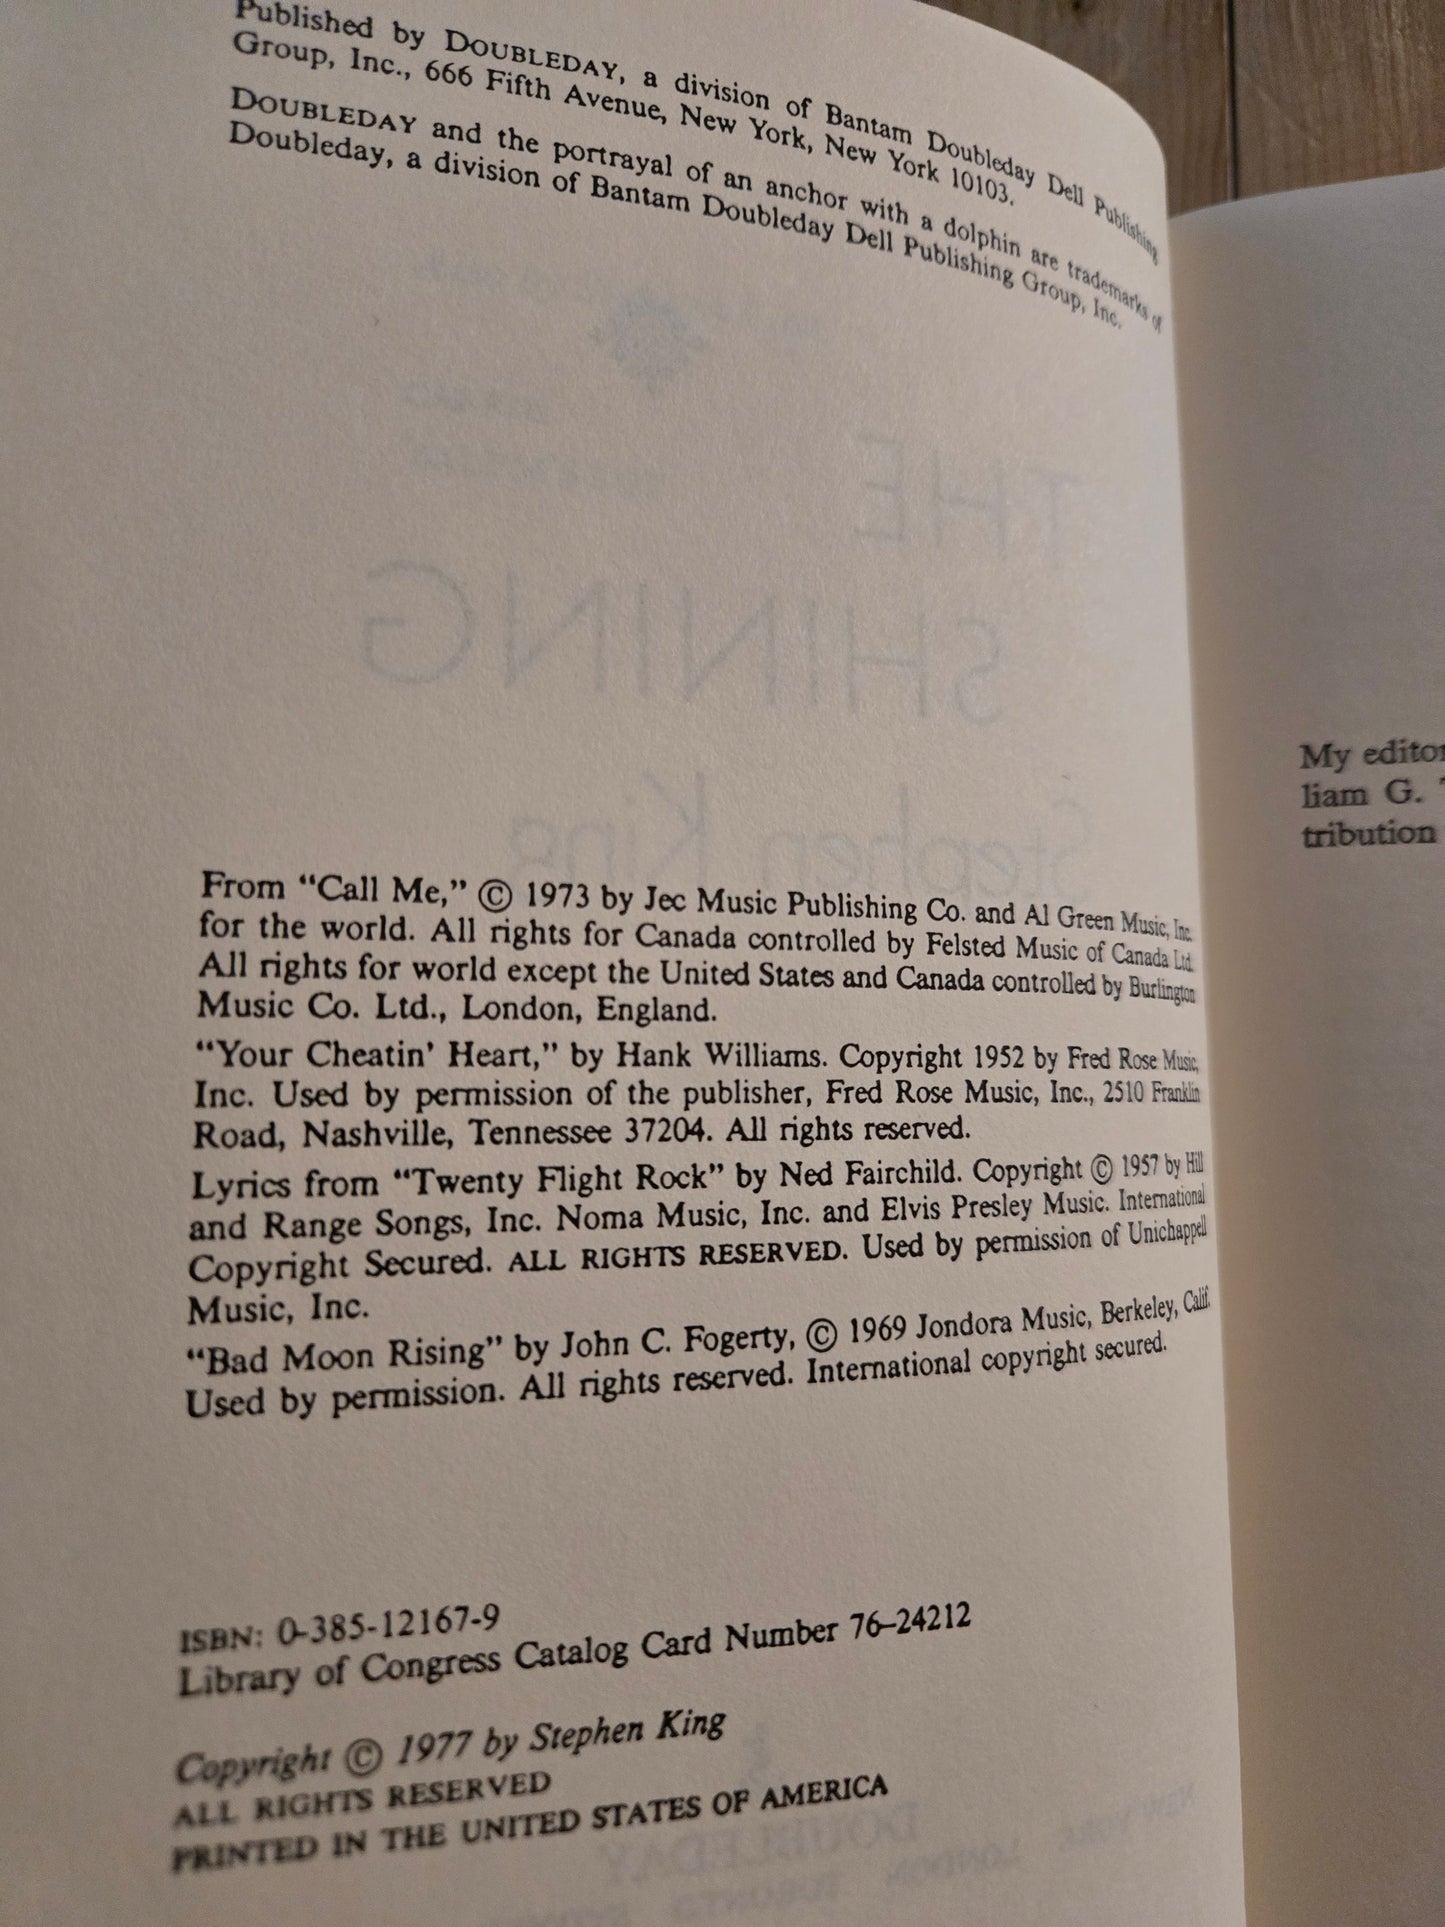 Published by DOUBLEDAY, a division of Bantam Doubleday Dell Publishing
Group, Inc., 666 Fifth Avenue, New York, New York 10103.
DOUBLEDAY and the portrayal of an anchor with a dolphin are trademarks of
Doubleday, a division of Bantam Doubleday Dell Publishing Group, Inc.
THE
SHINING
Stephen King
From “Call Me,” © 1973 by Jec Music Publishing Co. and Al Green Music, Inc.
for the world. All rights for Canada controlled by Felsted Music of Canada Ltd.
All rights for world except the United States and Canada controlled by Burlington
Music Co. Ltd., London, England.
“Your Cheatin’ Heart,” by Hank Williams. Copyright 1952 by Fred Rose Music,
Inc. Used by permission of the publisher, Fred Rose Music, Inc., 2510 Franklin
Road, Nashville, Tennessee 37204. All rights reserved.
Lyrics from “Twenty Flight Rock” by Ned Fairchild. Copyright © 1957 by Hill
and Range Songs, Inc. Noma Music, Inc. and Elvis Presley Music. International
Copyright Secured. ALL RIGHTS RESERVED. Used by permission of Unichappell
Music, Inc.
“Bad Moon Rising” by John C. Fogerty, © 1969 Jondora Music, Berkeley, Calif.
Used by permission. All rights reserved. International copyright secured.
ISBN: 0-385-12167-9
Library of Congress Catalog Card Number 76–24212
Copyright © 1977 by Stephen King
ALL RIGHTS RESERVED
PRINTED IN THE UNITED STATES OF AMERICA
DOUBLEDAY
My editor
liam G.
tribution